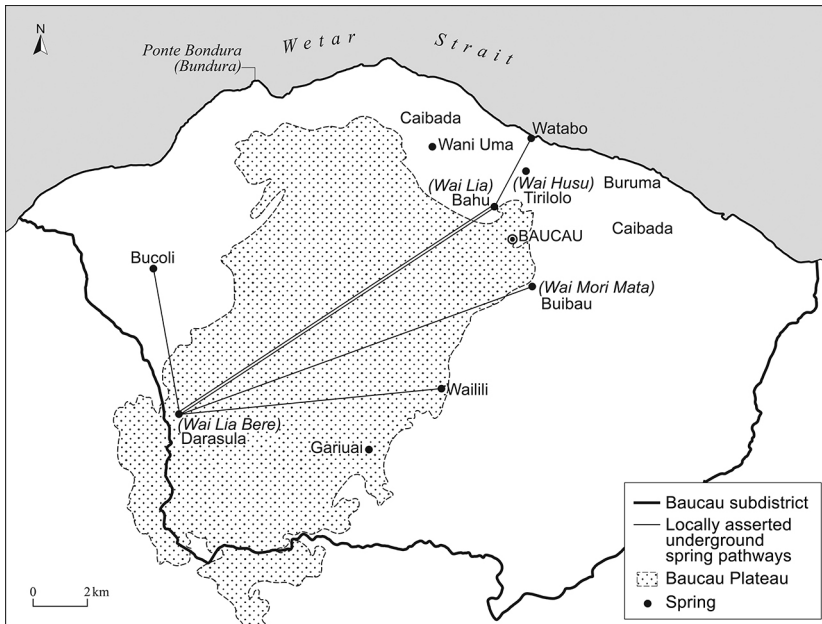 N
Wetar Strait
Ponte Bondura
(Bundura)
Caibada
Watabo
Wani Uma
(Wai Lia)
Bahu
(Wai Husu)
Tirilolo
Buruma
Caibada
BAUCAU
Bucoli
(Wai Mori Mata)
Buibau
Wailili
(Wai Lia Bere)
Darasula
Gariuai
Baucau subdistrict
Locally asserted
underground
spring pathways
Baucau Plateau
Spring
0 2 km